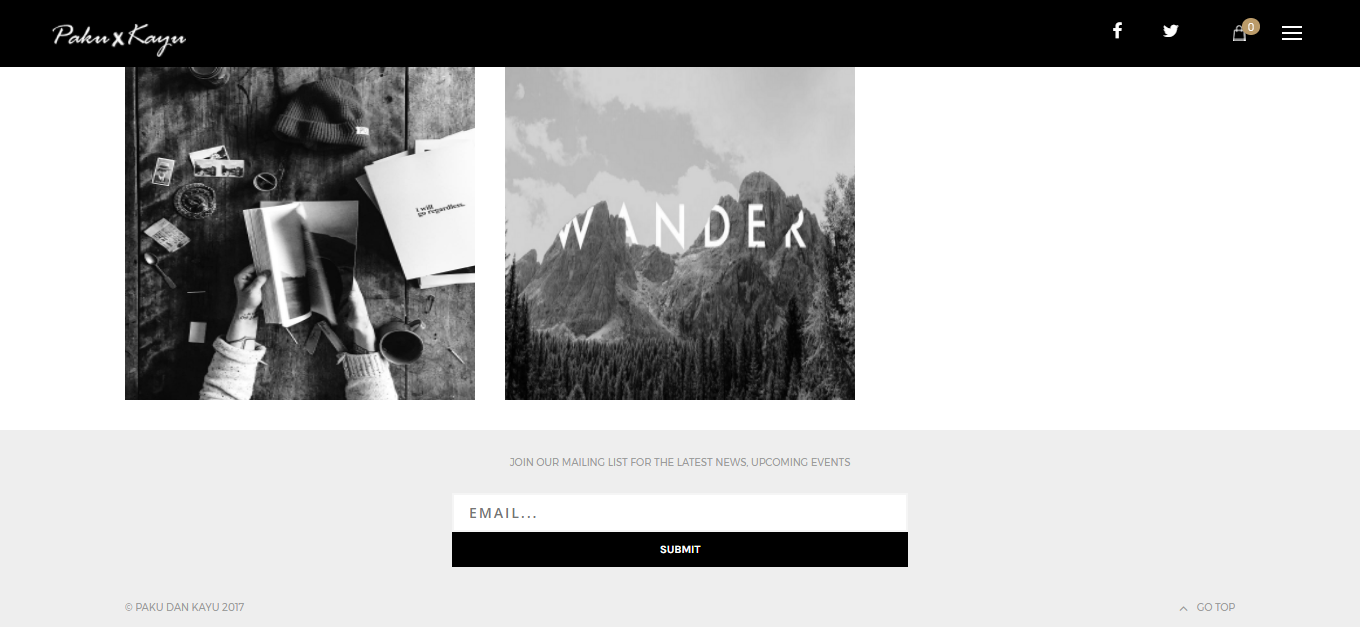 Paku x Kayu
0
i will
go regardless.
WANDER
JOIN OUR MAILING LIST FOR THE LATEST NEWS, UPCOMING EVENTS
EMAIL...
SUBMIT
© PAKU DAN KAYU 2017
GO TOP